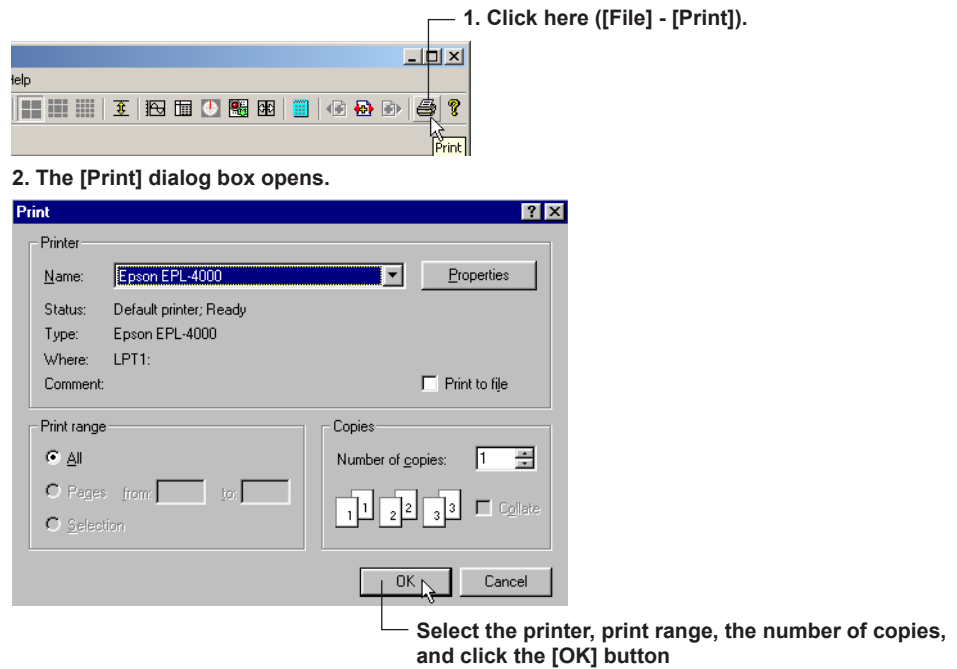 1. Click here ([File] - [Print]).
Help
Print
2. The [Print] dialog box opens.
Print
Printer
Name: Epson EPL-4000 Properties
Status: Default printer; Ready
Type: Epson EPL-4000
Where: LPT1:
Comment: Print to file
Print range
All
Pages from: to:
Selection
Copies
Number of copies: 1
1 1 2 2 3 3 Collate
OK Cancel
Select the printer, print range, the number of copies,
and click the [OK] button